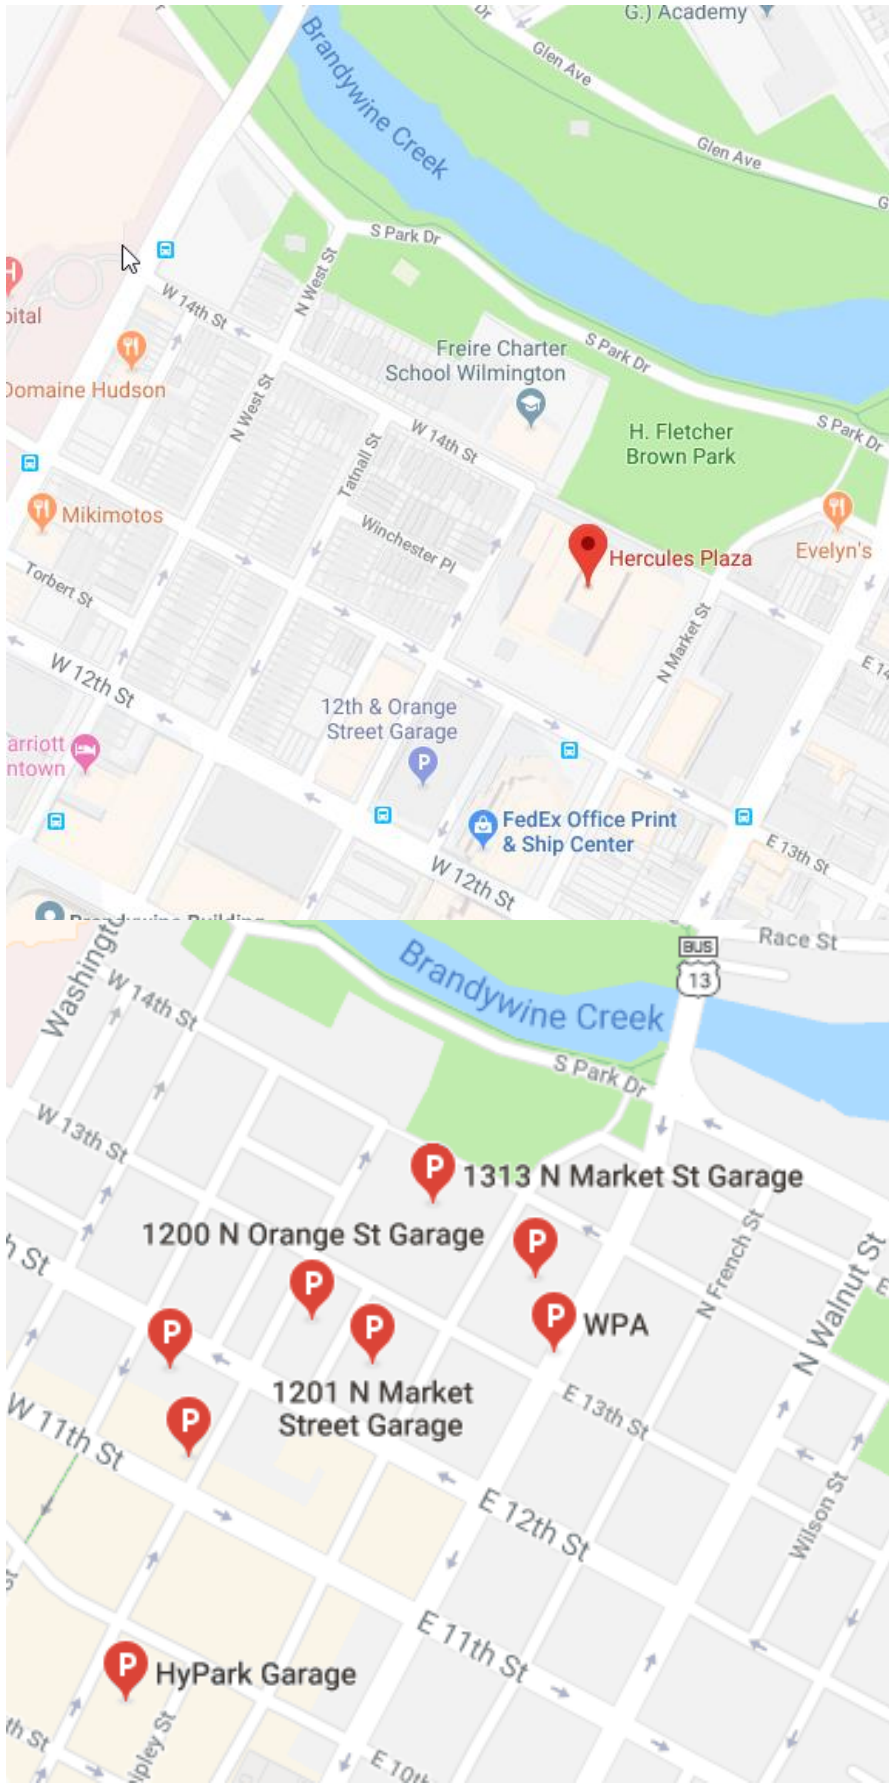 G.) Academy
Glen Ave
Brandywine Creek
Glen Ave
S Park Dr
N West St
W 14th St
Freire Charter
School Wilmington
S Park Dr
Domaine Hudson
N West St
W 14th St
H. Fletcher
Brown Park
S Park Dr
Tatnall St
Mikimotos
Winchester Pl
Hercules Plaza
Evelyn's
Torbert St
N Market St
W 12th St
E 14
12th & Orange
Street Garage
P
arriott
ntown
FedEx Office Print
& Ship Center
E 13th St
W 12th St
Brandywine Building
Race St
BUS
13
Brandywine Creek
W 14th St
S Park Dr
W 13th St
P
1313 N Market St Garage
1200 N Orange St Garage
P
N French St
N Walnut St
P
P
WPA
P
P
1201 N Market
Street Garage
P
E 13th St
W 11th St
E 12th St
Wilson St
E 11th St
P
HyPark Garage